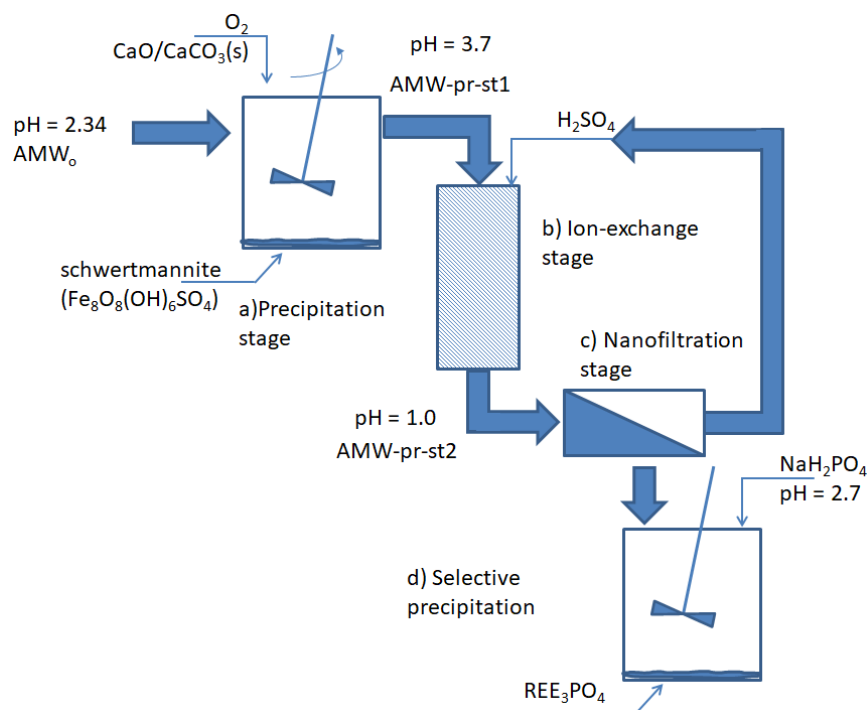 O₂
CaO/CaCO₃(s)
pH = 3.7
AMW-pr-st1
pH = 2.34
AMWₒ
H₂SO₄
b) Ion-exchange
stage
schwertmannite
(Fe₈O₈(OH)₆SO₄)
a)Precipitation
stage
c) Nanofiltration
stage
pH = 1.0
AMW-pr-st2
NaH₂PO₄
pH = 2.7
d) Selective
precipitation
REE₃PO₄